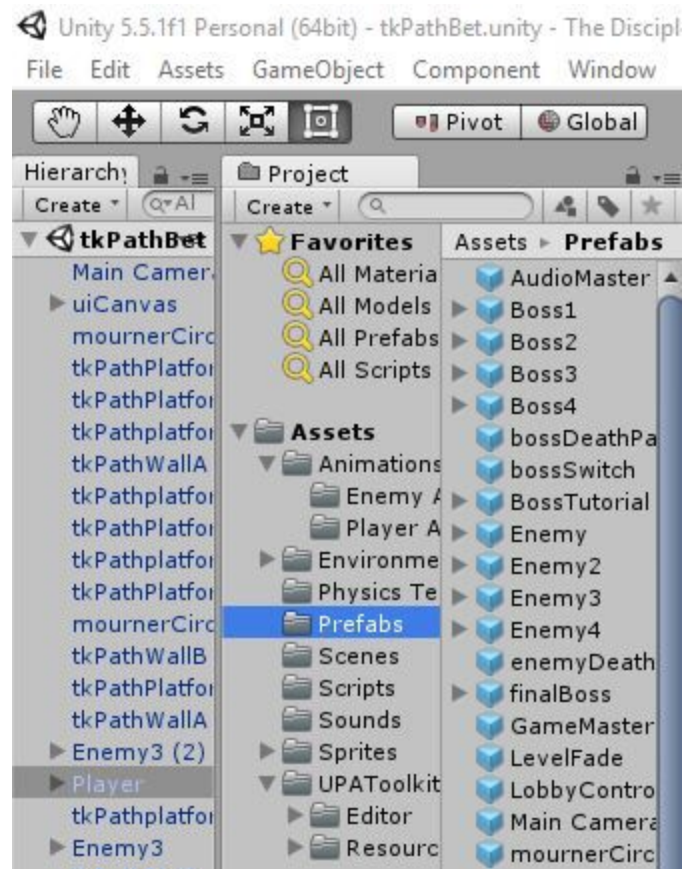 Unity 5.5.1f1 Personal (64bit) - tkPathBet.unity - The Discipl
File Edit Assets GameObject Component Window
Pivot Global
Hierarchy
Create Al
tkPathBet
Main Camer
uiCanvas
mournerCirc
tkPathPlatfor
tkPathPlatfor
tkPathplatfor
tkPathWallA
tkPathplatfor
tkPathPlatfor
tkPathplatfor
tkPathPlatfor
mournerCirc
tkPathWallB
tkPathPlatfor
tkPathWallA
Enemy3 (2)
Player
tkPathplatfor
Enemy3
Project
Create
Favorites
All Materia
All Models
All Prefabs
All Scripts
Assets
Animations
Enemy A
Player A
Environme
Physics Te
Prefabs
Scenes
Scripts
Sounds
Sprites
UPAToolkit
Editor
Resourc
Assets Prefabs
AudioMaster
Boss1
Boss2
Boss3
Boss4
bossDeathPa
bossSwitch
BossTutorial
Enemy
Enemy2
Enemy3
Enemy4
enemyDeath
finalBoss
GameMaster
LevelFade
LobbyContro
Main Camera
mournerCirc